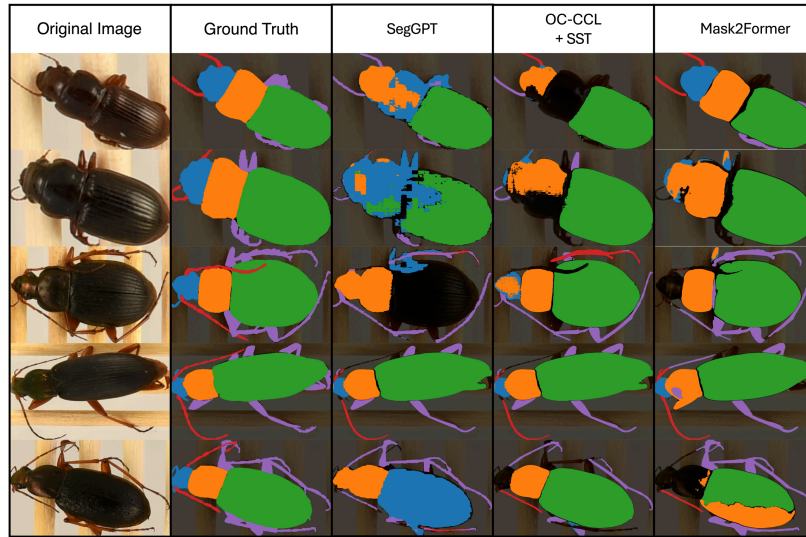 Original Image
Ground Truth
SegGPT
OC-CCL
+ SST
Mask2Former